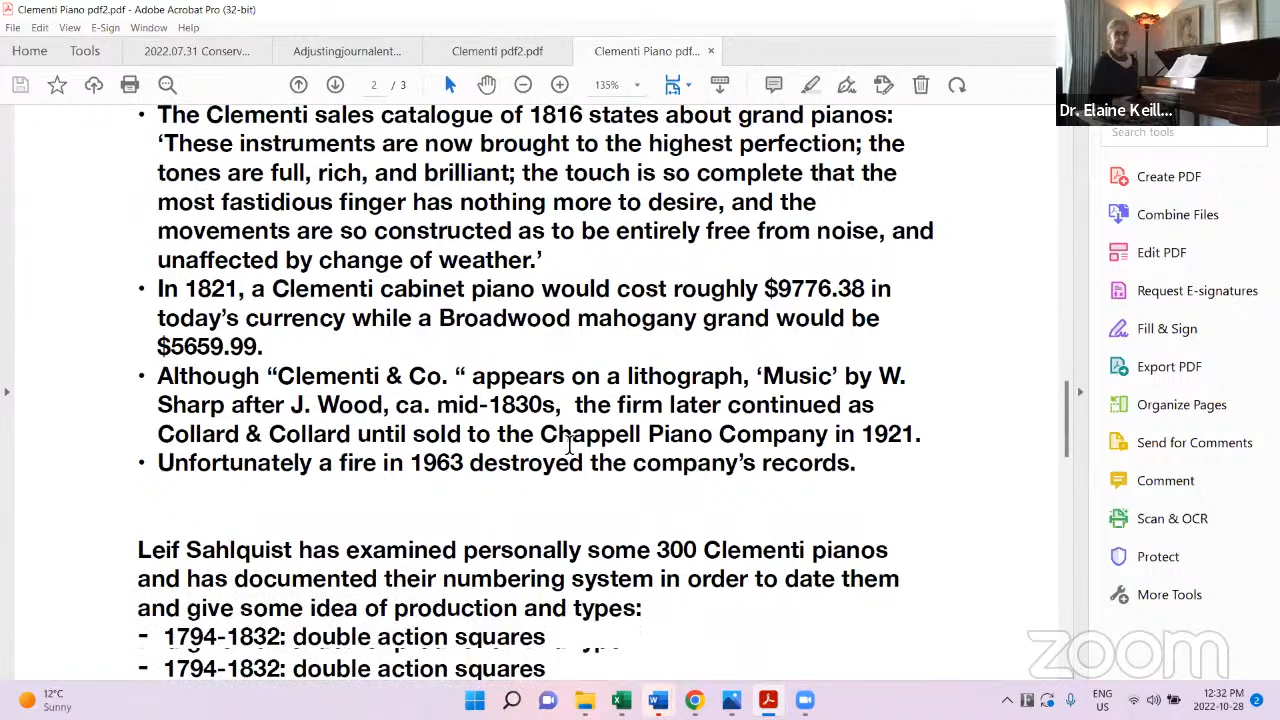 Clementi Piano pdf2.pdf - Adobe Acrobat Pro (32-bit)
File Edit View E-Sign Window Help
Home Tools 2022.07.31 Conserv... Adjustingjournalent... Clementi pdf2.pdf Clementi Piano pdf... ×
2 / 3 135%
Dr. Elaine Keill...
Search tools
• The Clementi sales catalogue of 1816 states about grand pianos:
‘These instruments are now brought to the highest perfection; the
tones are full, rich, and brilliant; the touch is so complete that the
most fastidious finger has nothing more to desire, and the
movements are so constructed as to be entirely free from noise, and
unaffected by change of weather.’
• In 1821, a Clementi cabinet piano would cost roughly $9776.38 in
today’s currency while a Broadwood mahogany grand would be
$5659.99.
• Although “Clementi & Co. “ appears on a lithograph, ‘Music’ by W.
Sharp after J. Wood, ca. mid-1830s, the firm later continued as
Collard & Collard until sold to the Chappell Piano Company in 1921.
• Unfortunately a fire in 1963 destroyed the company’s records.
Leif Sahlquist has examined personally some 300 Clementi pianos
and has documented their numbering system in order to date them
and give some idea of production and types:
- 1794-1832: double action squares
- 1794-1832: double action squares
Create PDF
Combine Files
Edit PDF
Request E-signatures
Fill & Sign
Export PDF
Organize Pages
Send for Comments
Comment
Scan & OCR
Protect
More Tools
zoom
12°C
Sunny
ENG
US
12:32 PM
2022-10-28
2